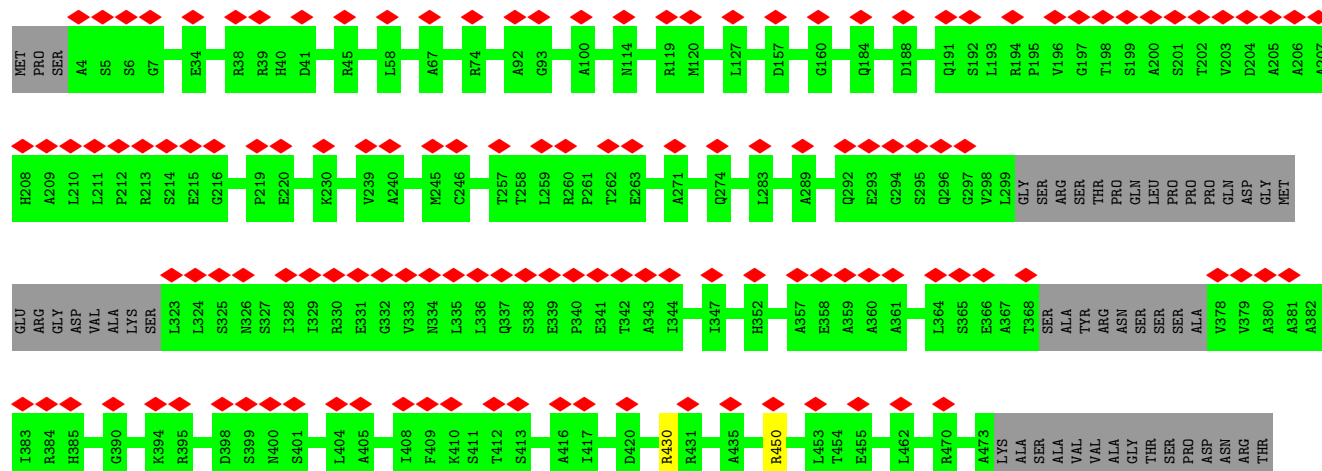 MET PRO SER A4 S5 S6 G7 E34 R38 R39 H40 D41 R45 L58 A67 R74 A92 G93 A100 N114 R119 M120 L127 D157 G160 Q184 D188 Q191 S192 L193 R194 P195 V196 G197 T198 S199 A200 S201 T202 V203 D204 A205 A206 A207
H208 A209 L210 L211 P212 R213 S214 E215 G216 P219 E220 K230 V239 A240 M245 C246 T257 T258 L259 R260 P261 T262 E263 A271 Q274 L283 A289 Q292 E293 G294 S295 Q296 G297 V298 L299 GLY SER ARG SER THR PRO GLN LEU PRO PRO PRO GLN ASP GLY MET
GLU ARG GLY ASP VAL ALA LYS SER L323 L324 S325 N326 S327 I328 I329 R330 E331 G332 V333 N334 L335 L336 Q337 S338 E339 P340 E341 T342 A343 I344 I347 H352 A357 E358 A359 A360 A361 L364 S365 E366 A367 T368 SER ALA TYR ARG ASN SER SER SER ALA V378 V379 A380 A381 A382
I383 R384 H385 G390 K394 R395 D398 S399 N400 S401 L404 A405 I408 F409 K410 S411 T412 S413 A416 I417 D420 R430 R431 A435 R450 L453 T454 E455 L462 R470 A473 LYS ALA SER ALA VAL VAL ALA GLY THR SER PRO ASP ASN ARG THR